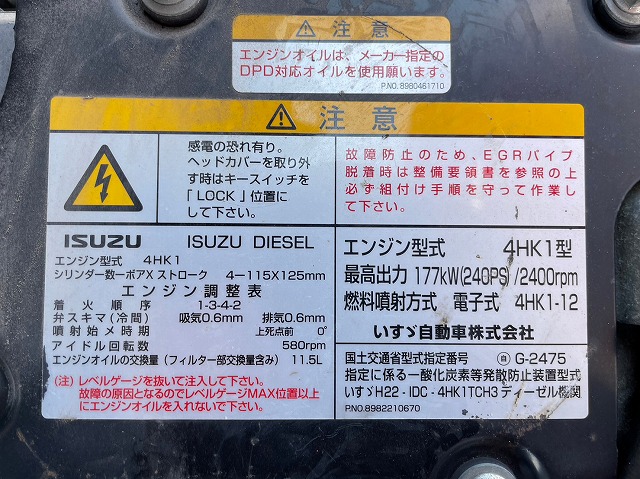 注意
エンジンオイルは、メーカー指定の
DPD対応オイルを使用願います。
P.NO. 8980461710
注意
感電の恐れ有り。
ヘッドカバーを取り外
す時はキースイッチを
「LOCK」位置に
して下さい。
故障防止のため、EGRパイプ
脱着時は整備要領書を参照の上
必ず組付け手順を守って作業し
て下さい。
ISUZU ISUZU DIESEL
エンジン型式 4HK1
シリンダー数ーボアXストローク 4－115X125mm
エンジン調整表
着火順序 1-3-4-2
弁スキマ(冷間) 吸気0.6mm 排気0.6mm
噴射始メ時期 上死点前 0°
アイドル回転数 580rpm
エンジンオイルの交換量(フィルター部交換量含み) 11.5L
(注)レベルゲージを抜いて注入して下さい。
故障の原因となるのでレベルゲージMAX位置以上
にエンジンオイルを入れないで下さい。
エンジン型式 4HK1型
最高出力 177kW(240PS)/2400rpm
燃料噴射方式 電子式 4HK1-12
いすゞ自動車株式会社
国土交通省型式指定番号 自 G-2475
指定に係る一酸化炭素等発散防止装置型式
いすゞH22-IDC-4HK1TCH3ディーゼル機関
P.NO.8982210670